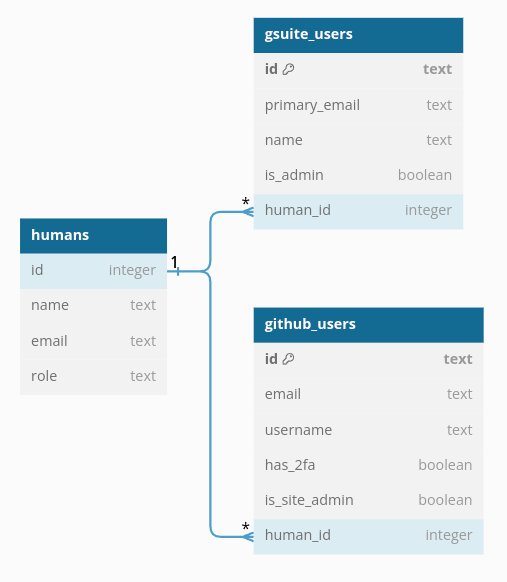 gsuite_users
id text
primary_email text
name text
is_admin boolean
* human_id integer
humans
1
id integer
name text
email text
role text
github_users
id text
email text
username text
has_2fa boolean
is_site_admin boolean
* human_id integer